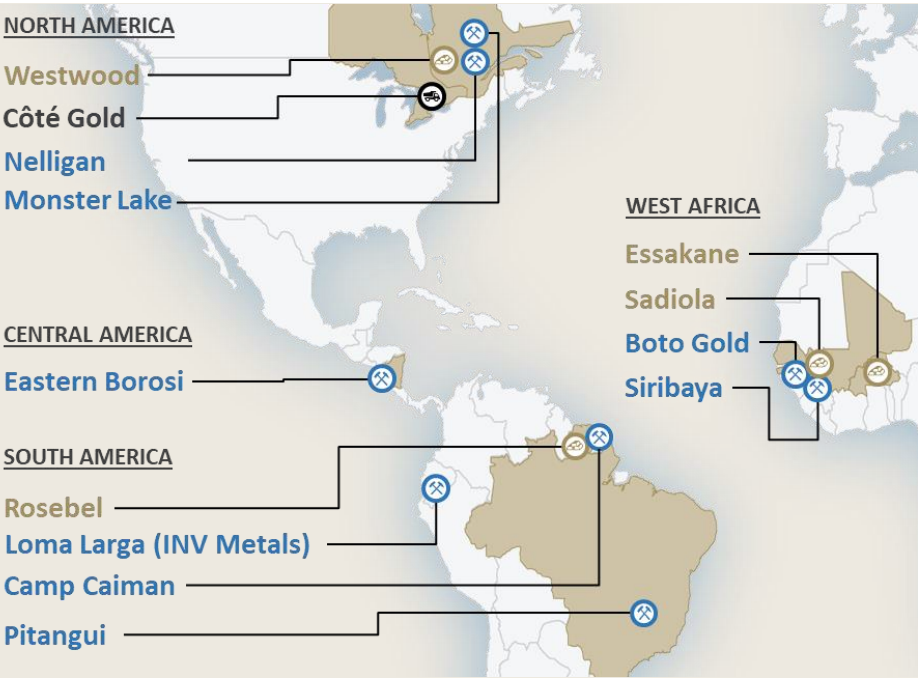 NORTH AMERICA
Westwood
Côté Gold
Nelligan
Monster Lake
CENTRAL AMERICA
Eastern Borosi
SOUTH AMERICA
Rosebel
Loma Larga (INV Metals)
Camp Caiman
Pitangui
WEST AFRICA
Essakane
Sadiola
Boto Gold
Siribaya